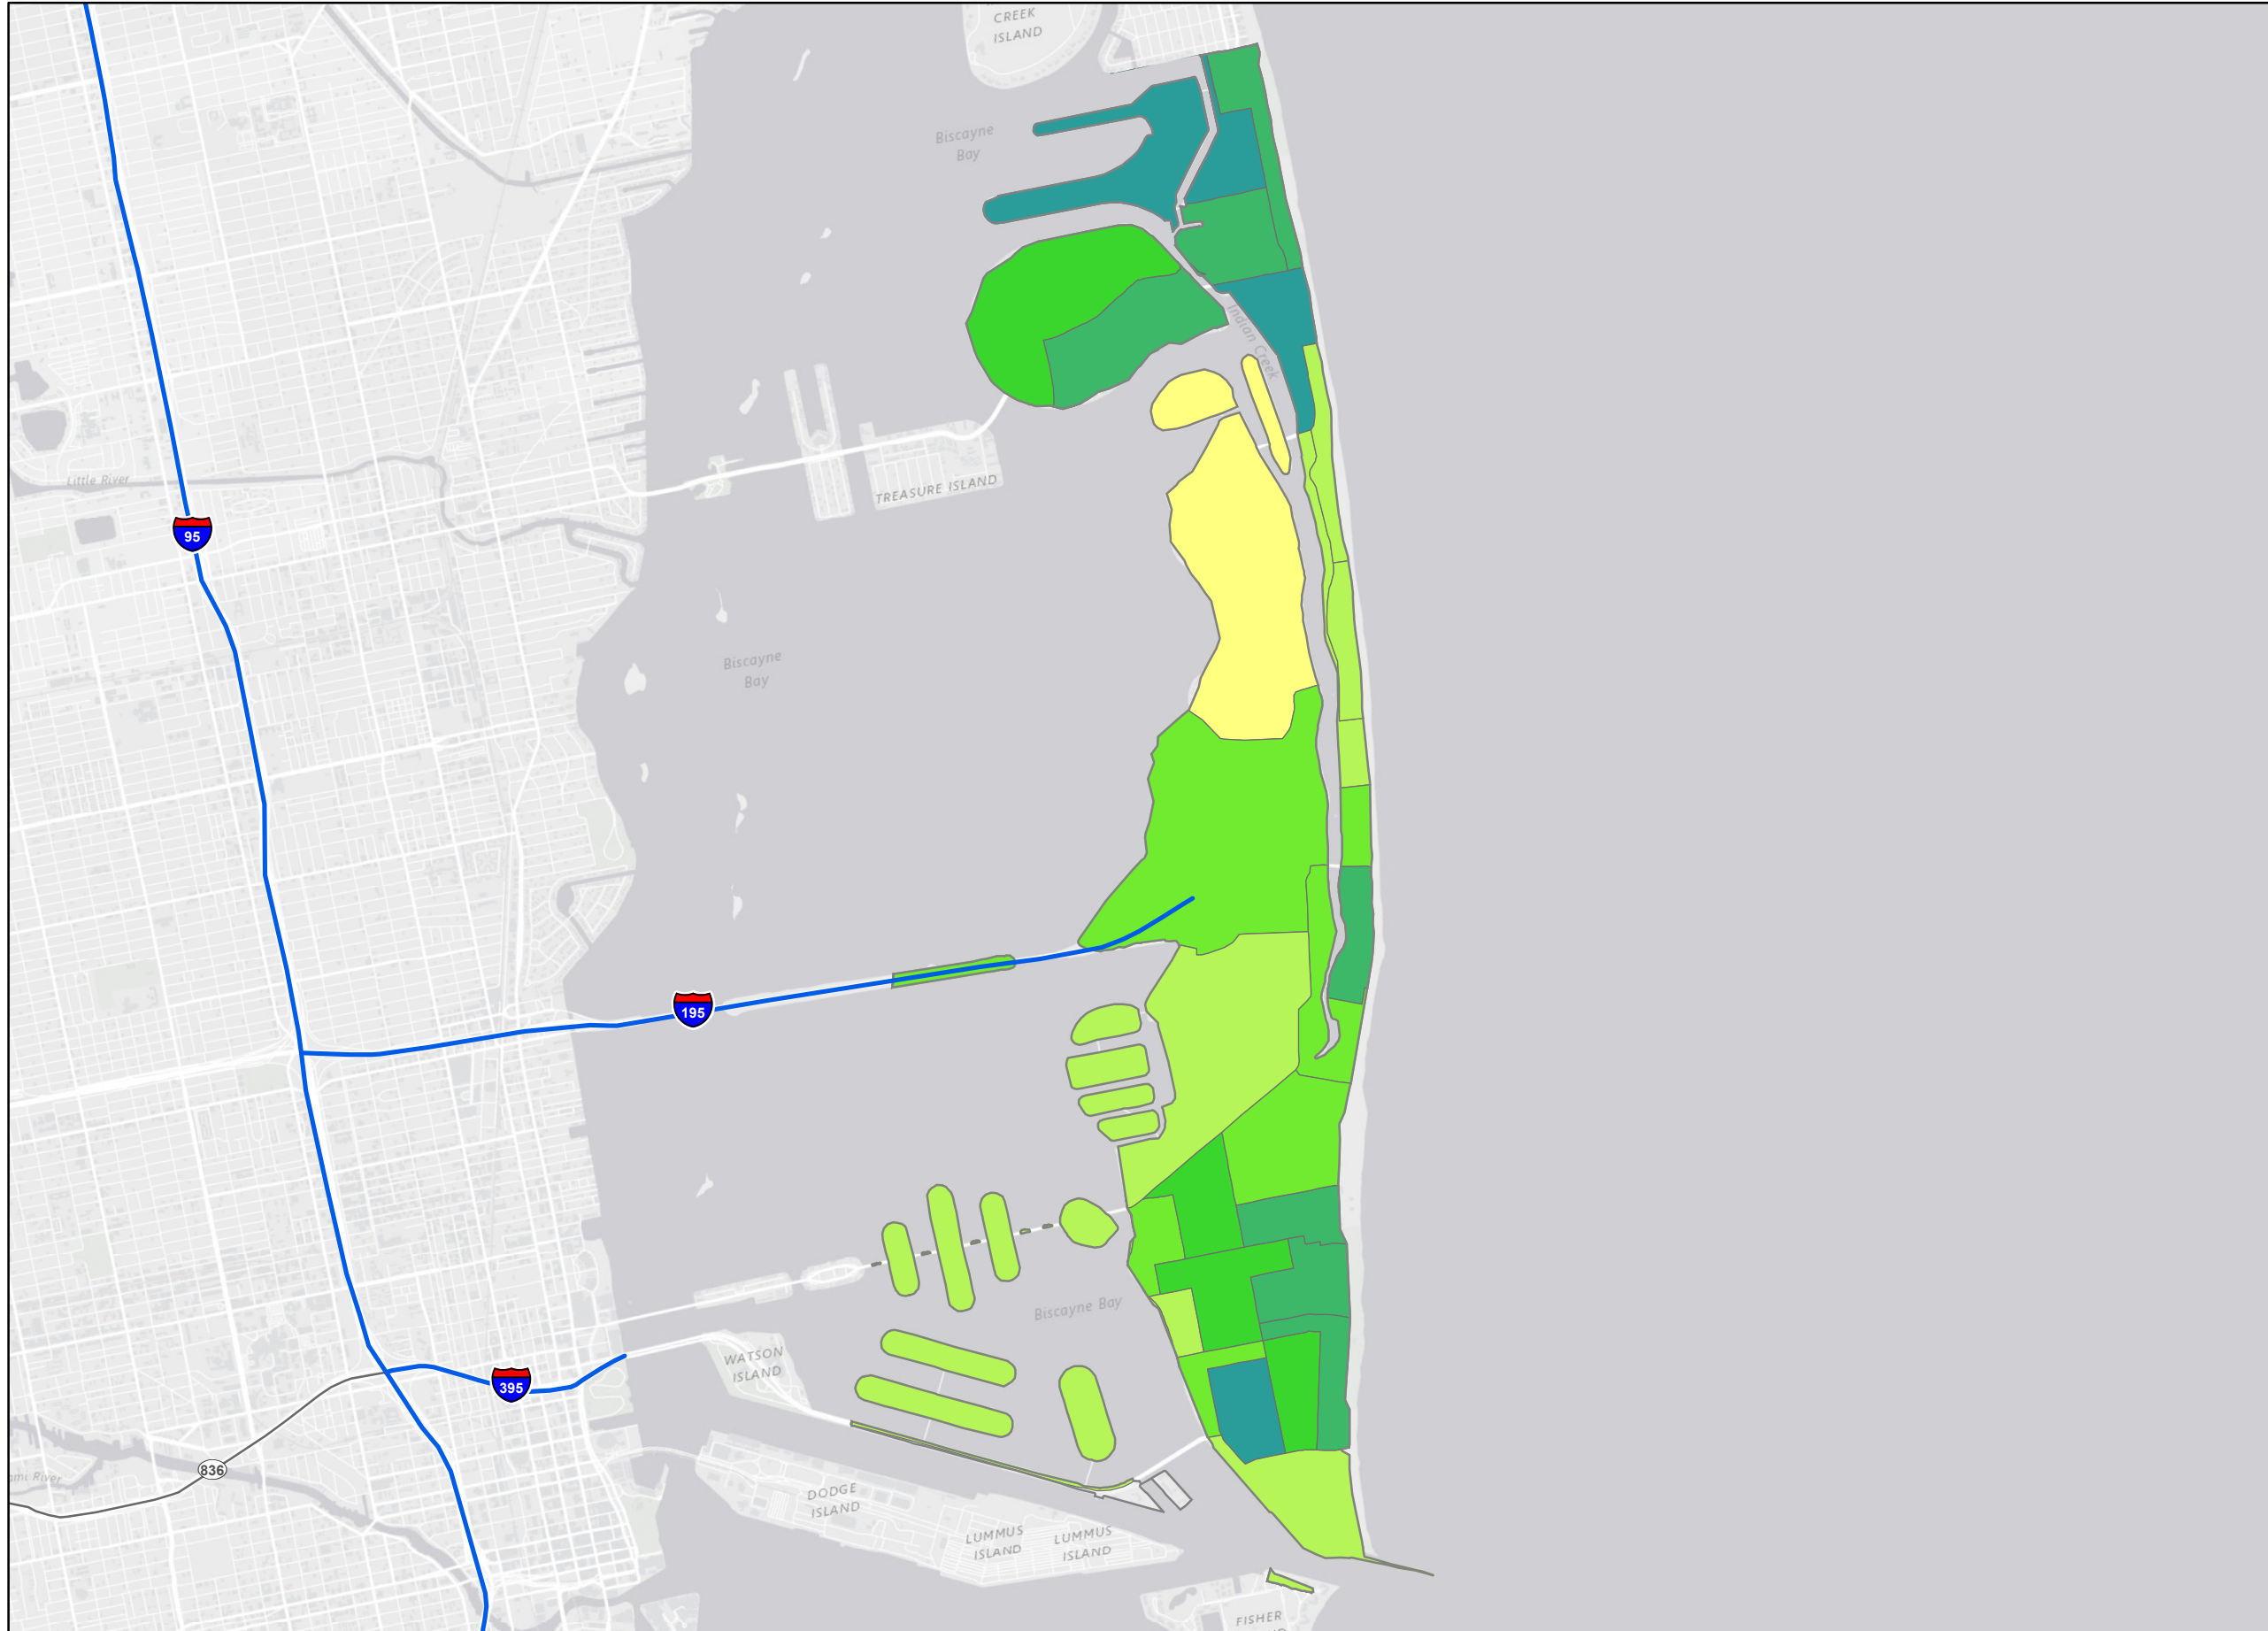 CREEK
ISLAND
Biscayne
Bay
Indian Creek
Little River
TREASURE ISLAND
95
Biscayne
Bay
195
Biscayne Bay
WATSON
ISLAND
395
836
DODGE
ISLAND
LUMMUS
ISLAND
LUMMUS
ISLAND
FISHER